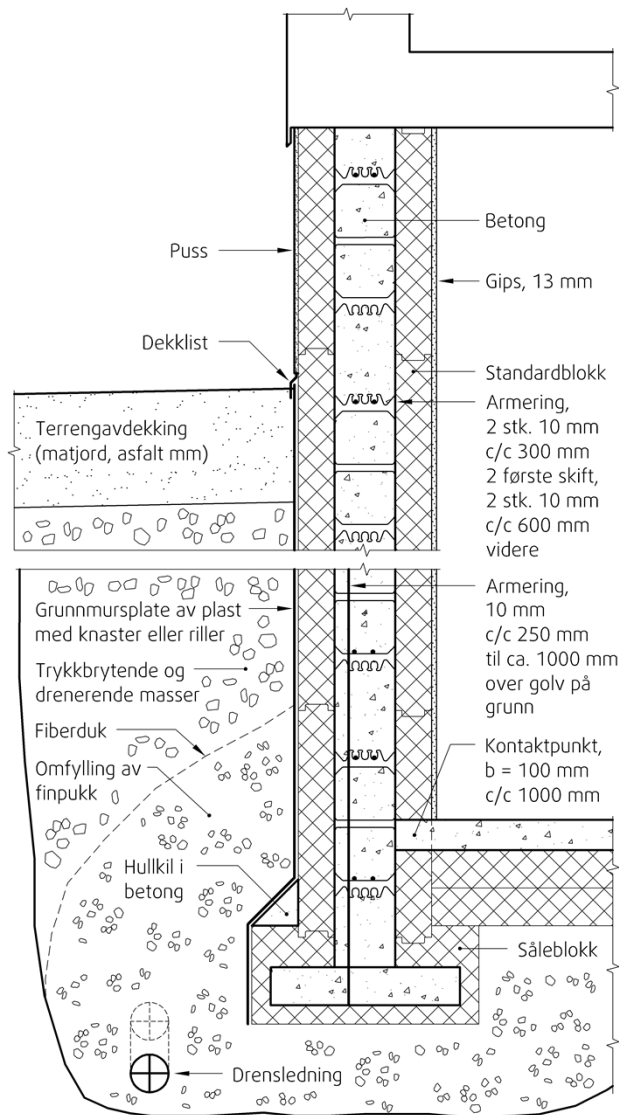 Puss
Dekklist
Terrengavdekking
(matjord, asfalt mm)
Grunnmursplate av plast
med knaster eller riller
Trykkbrytende og
drenerende masser
Fiberduk
Omfylling av
finpukk
Hullkil i
betong
Drensledning
Betong
Gips, 13 mm
Standardblokk
Armering,
2 stk. 10 mm
c/c 300 mm
2 første skift,
2 stk. 10 mm
c/c 600 mm
videre
Armering,
10 mm
c/c 250 mm
til ca. 1000 mm
over golv på
grunn
Kontaktpunkt,
b = 100 mm
c/c 1000 mm
Såleblokk